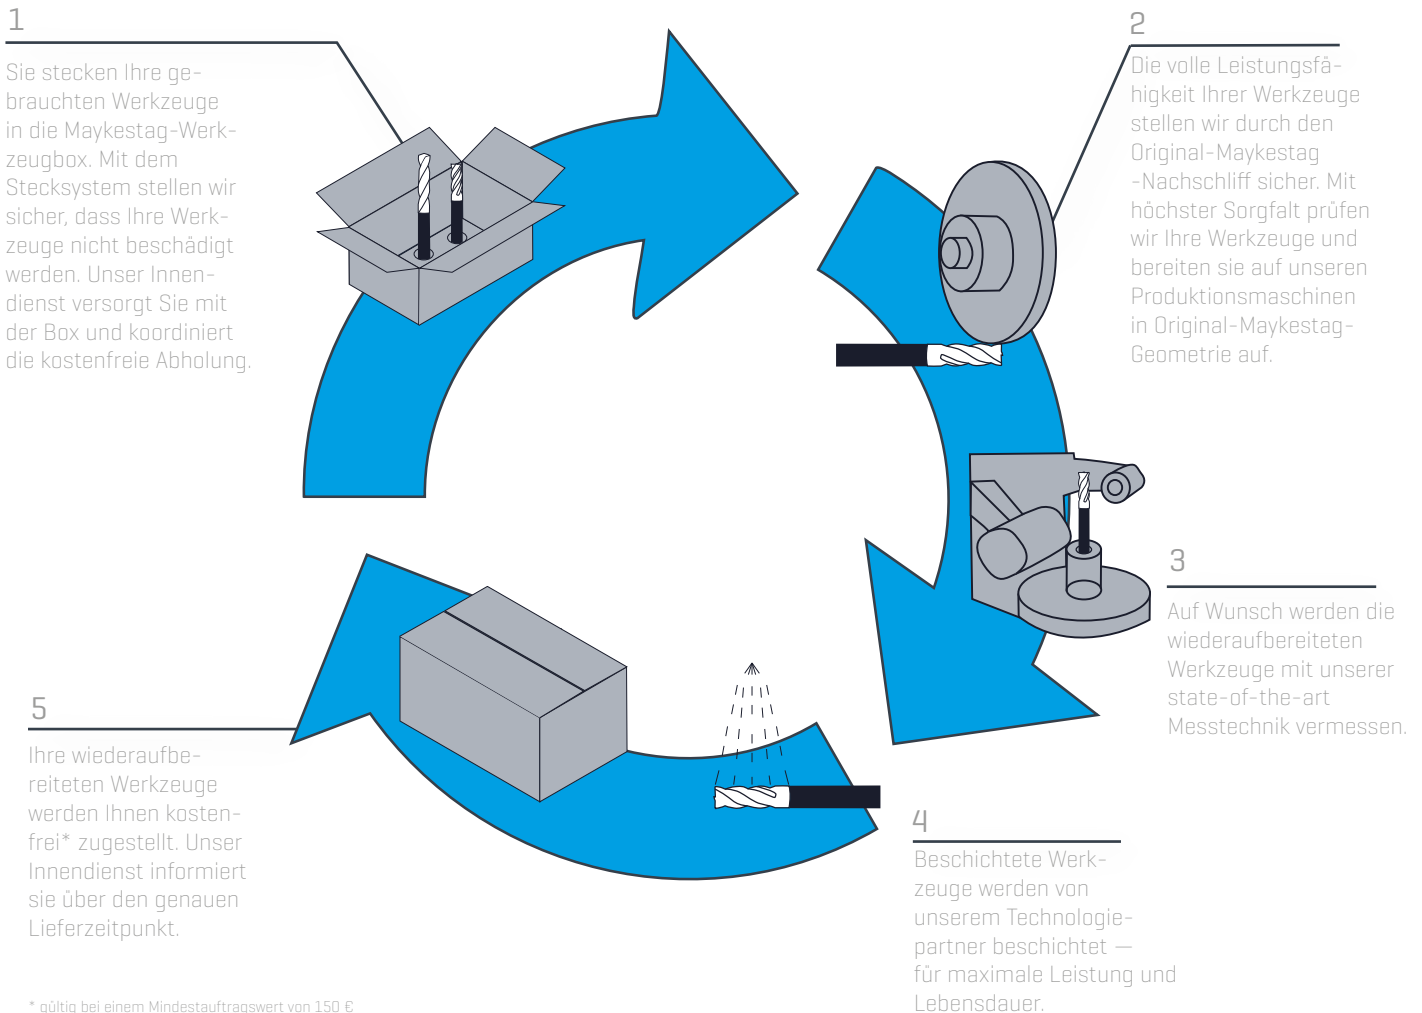 1
Sie stecken Ihre ge-
brauchten Werkzeuge
in die Maykestag-Werk-
zeugbox. Mit dem
Stecksystem stellen wir
sicher, dass Ihre Werk-
zeuge nicht beschädigt
werden. Unser Innen-
dienst versorgt Sie mit
der Box und koordiniert
die kostenfreie Abholung.
2
Die volle Leistungsfä-
higkeit Ihrer Werkzeuge
stellen wir durch den
Original-Maykestag
-Nachschliff sicher. Mit
höchster Sorgfalt prüfen
wir Ihre Werkzeuge und
bereiten sie auf unseren
Produktionsmaschinen
in Original-Maykestag-
Geometrie auf.
3
Auf Wunsch werden die
wiederaufbereiteten
Werkzeuge mit unserer
state-of-the-art
Messtechnik vermessen.
4
Beschichtete Werk-
zeuge werden von
unserem Technologie-
partner beschichtet —
für maximale Leistung und
Lebensdauer.
5
Ihre wiederaufbe-
reiteten Werkzeuge
werden Ihnen kosten-
frei* zugestellt. Unser
Innendienst informiert
sie über den genauen
Lieferzeitpunkt.
* gültig bei einem Mindestauftragswert von 150 €